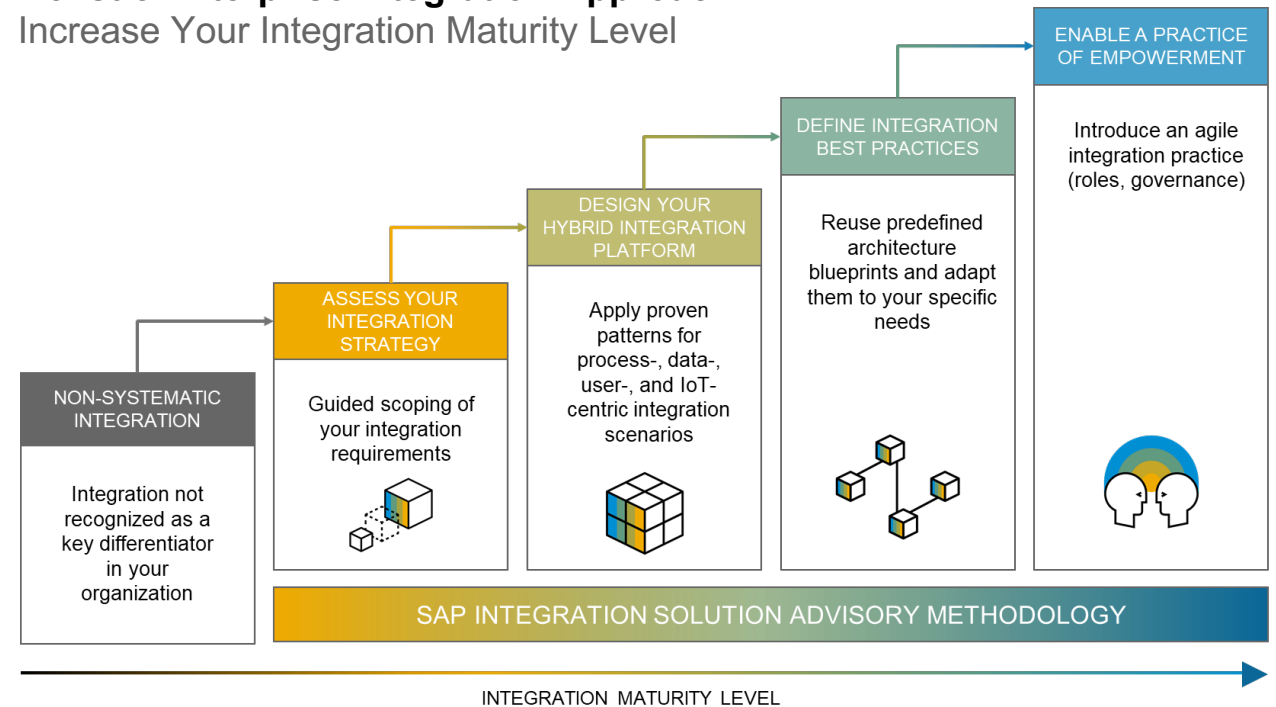 Increase Your Integration Maturity Level
ENABLE A PRACTICE
OF EMPOWERMENT
Introduce an agile
integration practice
(roles, governance)
DEFINE INTEGRATION
BEST PRACTICES
Reuse predefined
architecture
blueprints and adapt
them to your specific
needs
DESIGN YOUR
HYBRID INTEGRATION
PLATFORM
Apply proven
patterns for
process-, data-,
user-, and IoT-
centric integration
scenarios
ASSESS YOUR
INTEGRATION
STRATEGY
Guided scoping of
your integration
requirements
NON-SYSTEMATIC
INTEGRATION
Integration not
recognized as a
key differentiator
in your
organization
SAP INTEGRATION SOLUTION ADVISORY METHODOLOGY
INTEGRATION MATURITY LEVEL